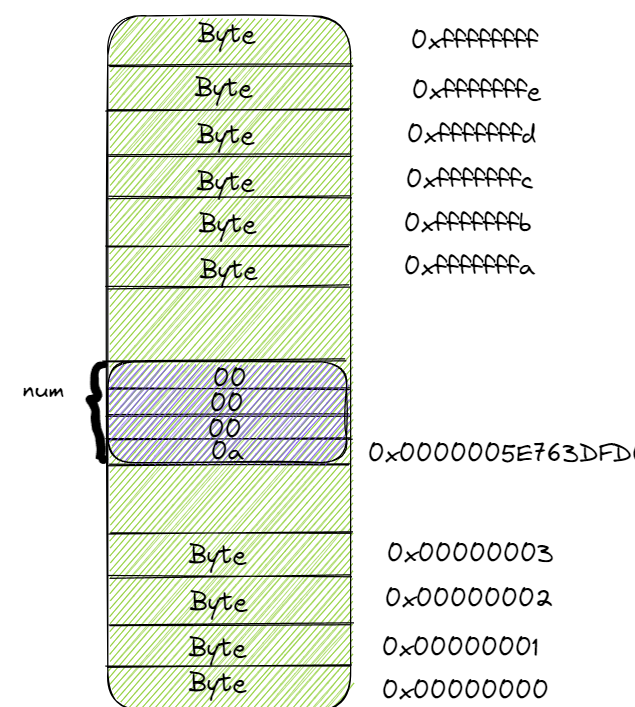 Byte 0xffffffff
Byte 0xfffffffe
Byte 0xfffffffd
Byte 0xfffffffc
Byte 0xfffffffb
Byte 0xfffffffa
00
num 00
00
0a 0x0000005E763DFD
Byte 0x00000003
Byte 0x00000002
Byte 0x00000001
Byte 0x00000000